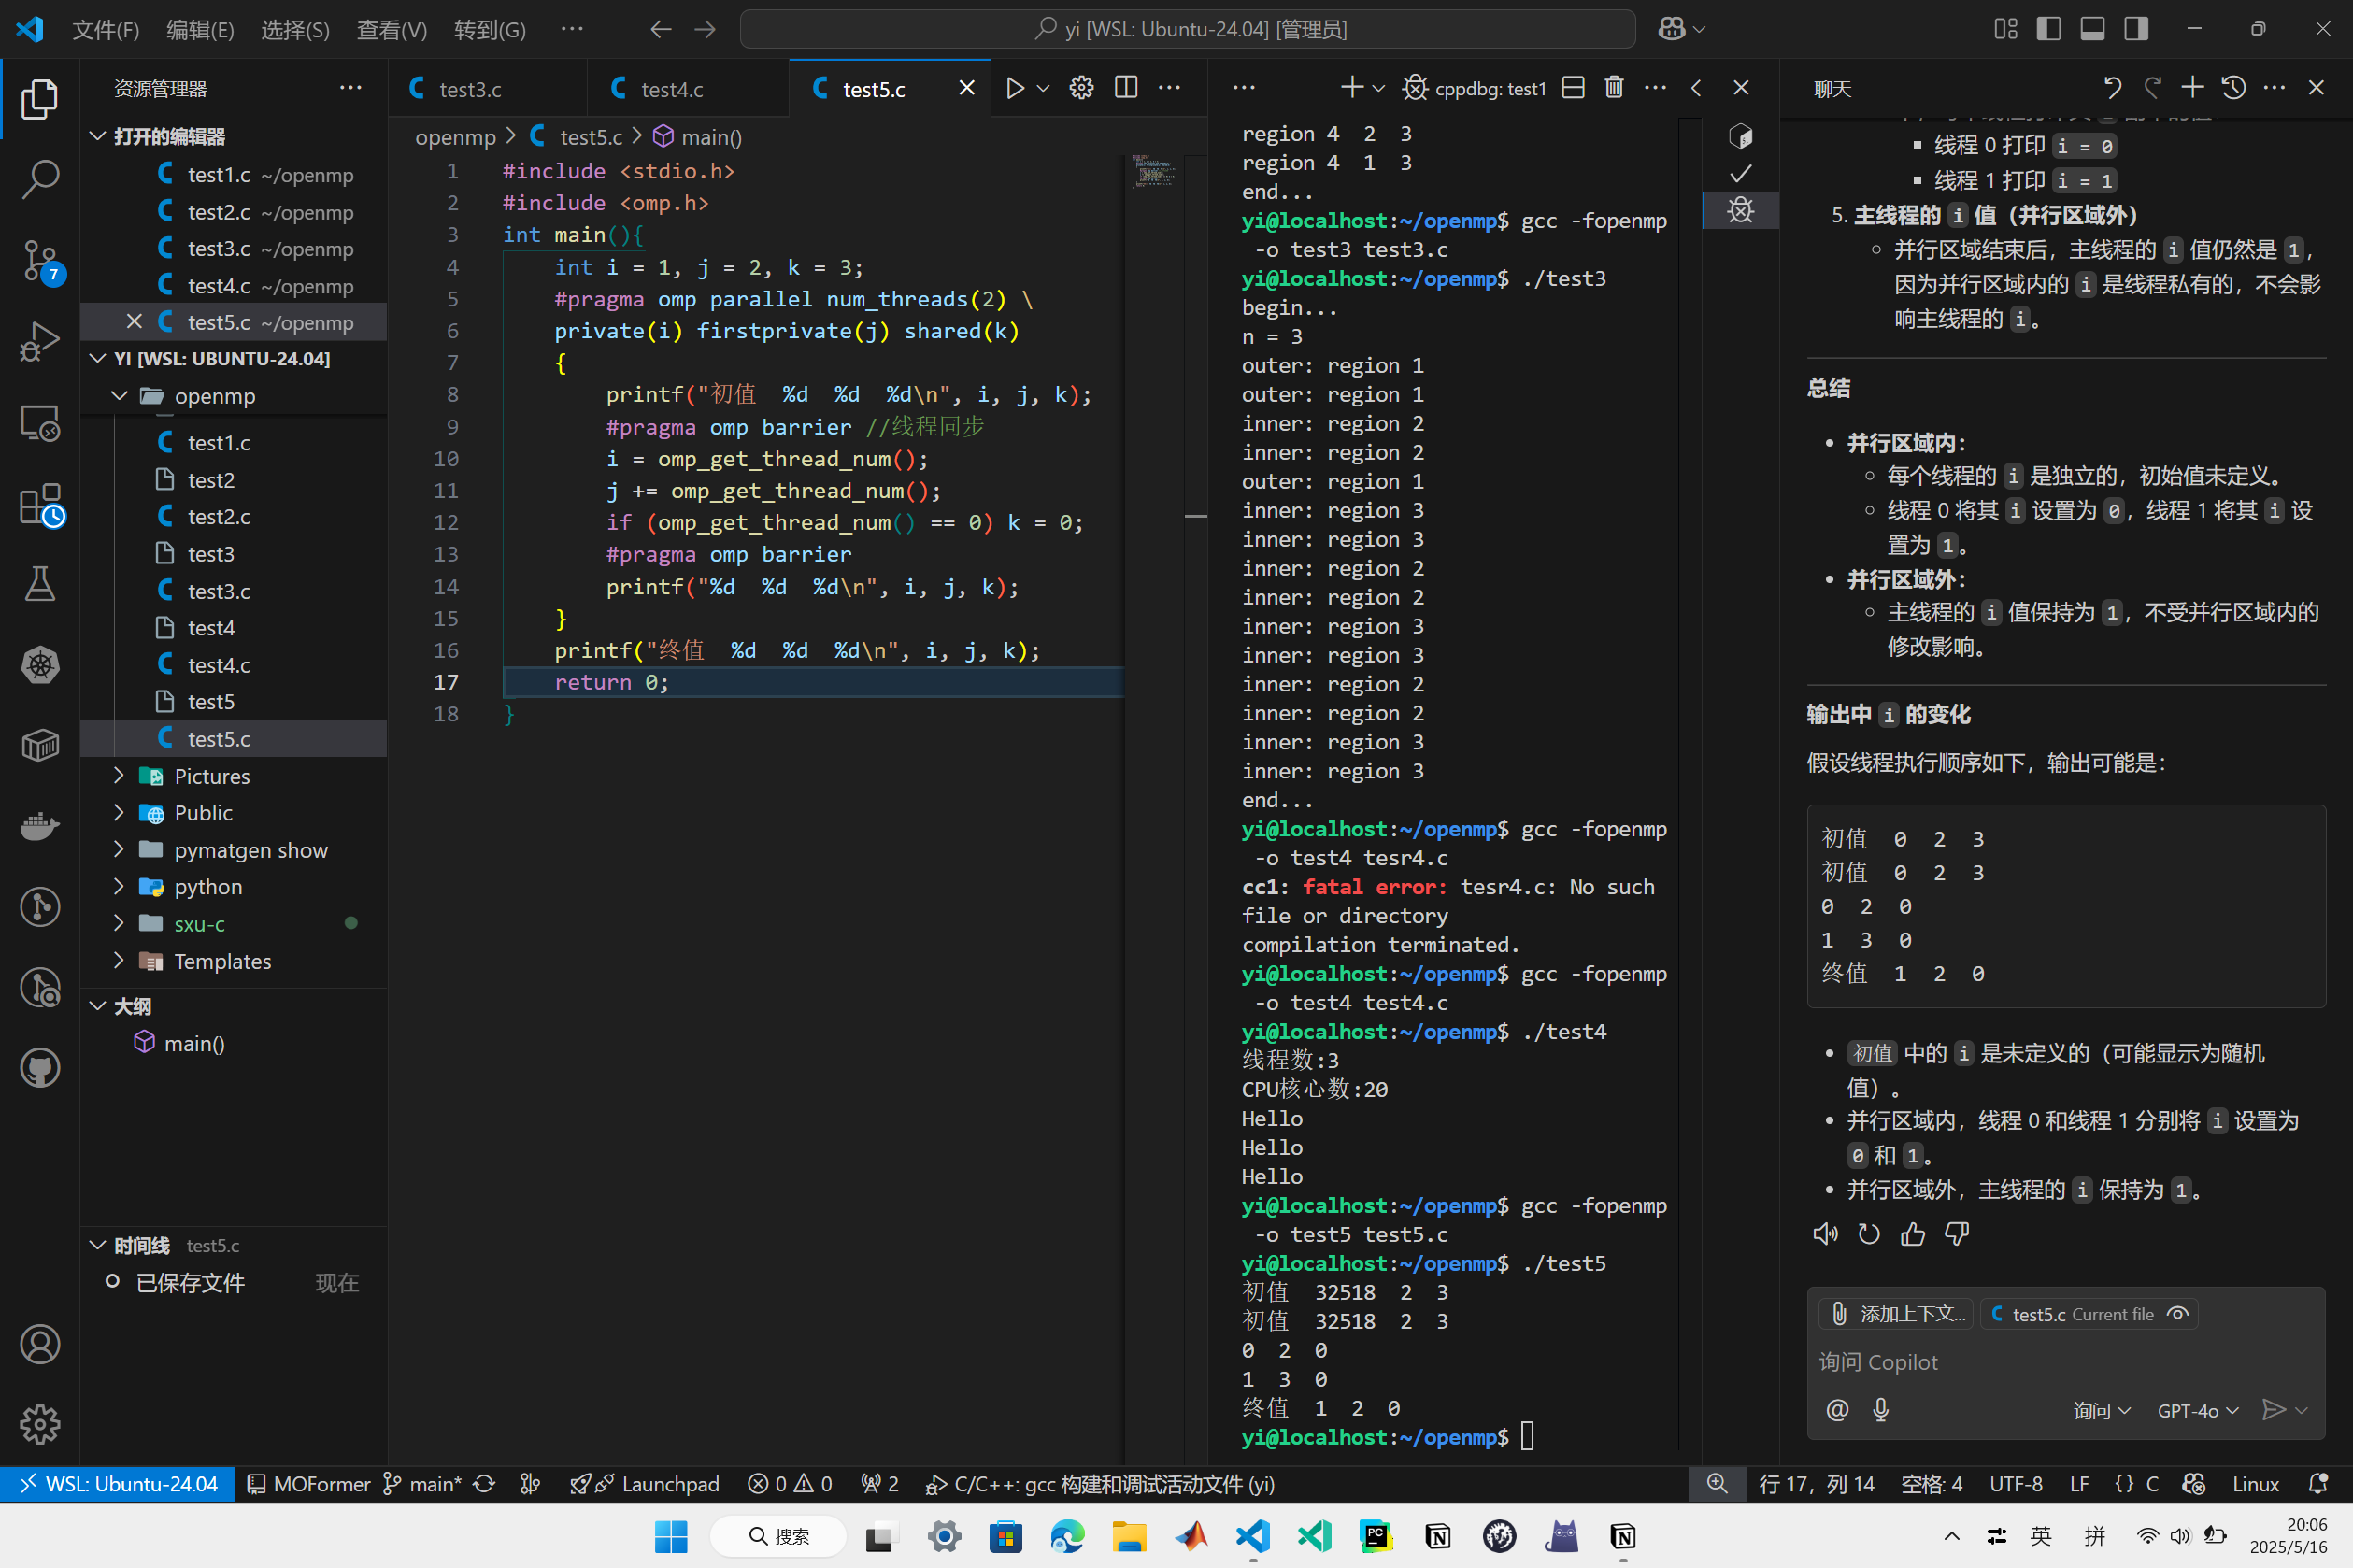 文件(F) 编辑(E) 选择(S) 查看(V) 转到(G) ···
yi [WSL: Ubuntu-24.04] [管理员]
资源管理器
打开的编辑器
test1.c ~/openmp
test2.c ~/openmp
test3.c ~/openmp
test4.c ~/openmp
test5.c ~/openmp
YI [WSL: UBUNTU-24.04]
openmp
test1.c
test2
test2.c
test3
test3.c
test4
test4.c
test5
test5.c
Pictures
Public
pymatgen show
python
sxu-c
Templates
大纲
main()
时间线 test5.c
已保存文件 现在
7
test3.c
test4.c
test5.c
openmp > test5.c > main()
1 #include <stdio.h>
2 #include <omp.h>
3 int main(){
4 int i = 1, j = 2, k = 3;
5 #pragma omp parallel num_threads(2) \
6 private(i) firstprivate(j) shared(k)
7 {
8 printf("初值  %d  %d  %d\n", i, j, k);
9 #pragma omp barrier //线程同步
10 i = omp_get_thread_num();
11 j += omp_get_thread_num();
12 if (omp_get_thread_num() == 0) k = 0;
13 #pragma omp barrier
14 printf("%d  %d  %d\n", i, j, k);
15 }
16 printf("终值  %d  %d  %d\n", i, j, k);
17 return 0;
18 }
cppdbg: test1
region 4  2  3
region 4  1  3
end...
yi@localhost:~/openmp$ gcc -fopenmp
-o test3 test3.c
yi@localhost:~/openmp$ ./test3
begin...
n = 3
outer: region 1
outer: region 1
inner: region 2
inner: region 2
outer: region 1
inner: region 3
inner: region 3
inner: region 2
inner: region 2
inner: region 3
inner: region 3
inner: region 2
inner: region 2
inner: region 3
inner: region 3
end...
yi@localhost:~/openmp$ gcc -fopenmp
-o test4 tesr4.c
cc1: fatal error: tesr4.c: No such
file or directory
compilation terminated.
yi@localhost:~/openmp$ gcc -fopenmp
-o test4 test4.c
yi@localhost:~/openmp$ ./test4
线程数:3
CPU核心数:20
Hello
Hello
Hello
yi@localhost:~/openmp$ gcc -fopenmp
-o test5 test5.c
yi@localhost:~/openmp$ ./test5
初值  32518  2  3
初值  32518  2  3
0  2  0
1  3  0
终值  1  2  0
yi@localhost:~/openmp$
聊天
线程 0 打印 i = 0
线程 1 打印 i = 1
5. 主线程的 i 值（并行区域外）
并行区域结束后，主线程的 i 值仍然是 1，
因为并行区域内的 i 是线程私有的，不会影
响主线程的 i。
总结
并行区域内：
每个线程的 i 是独立的，初始值未定义。
线程 0 将其 i 设置为 0，线程 1 将其 i 设
置为 1。
并行区域外：
主线程的 i 值保持为 1，不受并行区域内的
修改影响。
输出中 i 的变化
假设线程执行顺序如下，输出可能是：
初值  0  2  3
初值  0  2  3
0  2  0
1  3  0
终值  1  2  0
初值 中的 i 是未定义的（可能显示为随机
值）。
并行区域内，线程 0 和线程 1 分别将 i 设置为
0 和 1。
并行区域外，主线程的 i 保持为 1。
添加上下文... test5.c Current file
询问 Copilot
询问 GPT-4o
WSL: Ubuntu-24.04 MOFormer main* Launchpad 0 0 2 C/C++: gcc 构建和调试活动文件 (yi) 行 17，列 14 空格: 4 UTF-8 LF {} C Linux
搜索
英 拼
20:06
2025/5/16